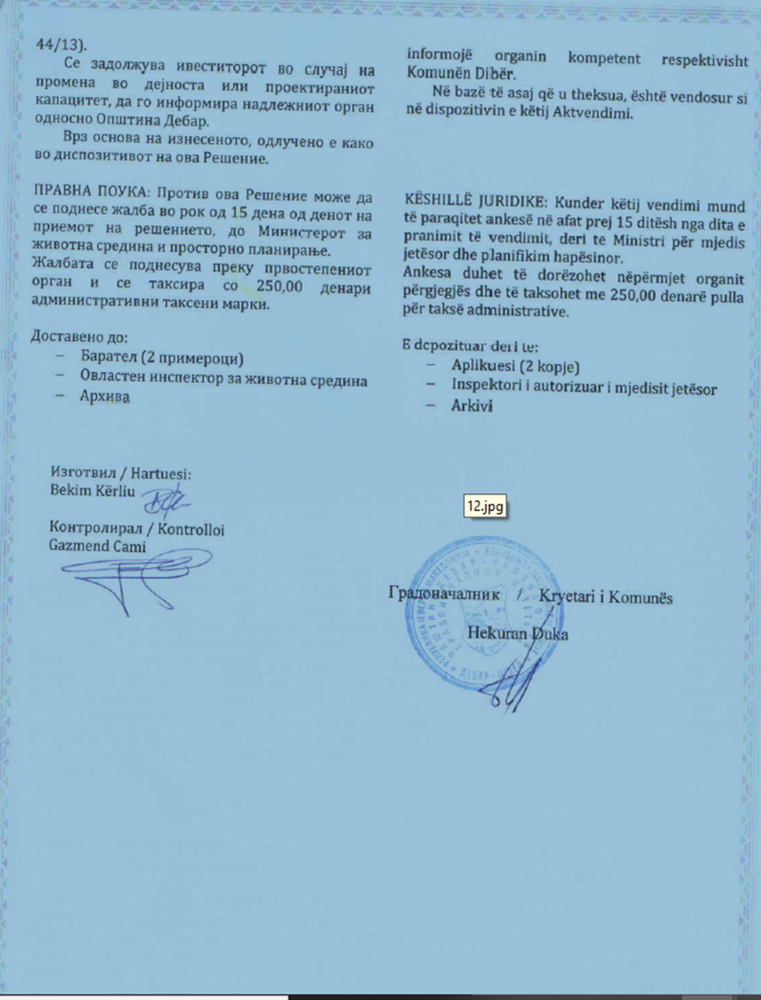 44/13).
Се задолжува ивеститорот во случај на
промена во дејноста или проектираниот
капацитет, да го информира надлежниот орган
односно Општина Дебар.
Врз основа на изнесеното, одлучено е како
во диспозитивот на ова Решение.
ПРАВНА ПОУКА: Против ова Решение може да
се поднесе жалба во рок од 15 дена од денот на
приемот на решението, до Министерот за
животна средина и просторно планирање.
Жалбата се поднесува преку првостепениот
орган и се таксира со 250,00 денари
административни таксени марки.
Доставено до:
– Барател (2 примероци)
– Овластен инспектор за животна средина
– Архива
informojë organin kompetent respektivisht
Komunën Dibër.
Në bazë të asaj që u theksua, është vendosur si
në dispozitivin e këtij Aktvendimi.
KËSHILLË JURIDIKE: Kunder këtij vendimi mund
të paraqitet ankesë në afat prej 15 ditësh nga dita e
pranimit të vendimit, deri te Ministri për mjedis
jetësor dhe planifikim hapësinor.
Ankesa duhet të dorëzohet nëpërmjet organit
përgjegjës dhe të taksohet me 250,00 denarë pulla
për taksë administrative.
E depozituar deri te:
– Aplikuesi (2 kopje)
– Inspektori i autorizuar i mjedisit jetësor
– Arkivi
Изготвил / Hartuesi:
Bekim Kërliu
Контролирал / Kontrolloi
Gazmend Cami
12.jpg
Градоначалник / Kryetari i Komunës
Hekuran Duka
ДЕБАР